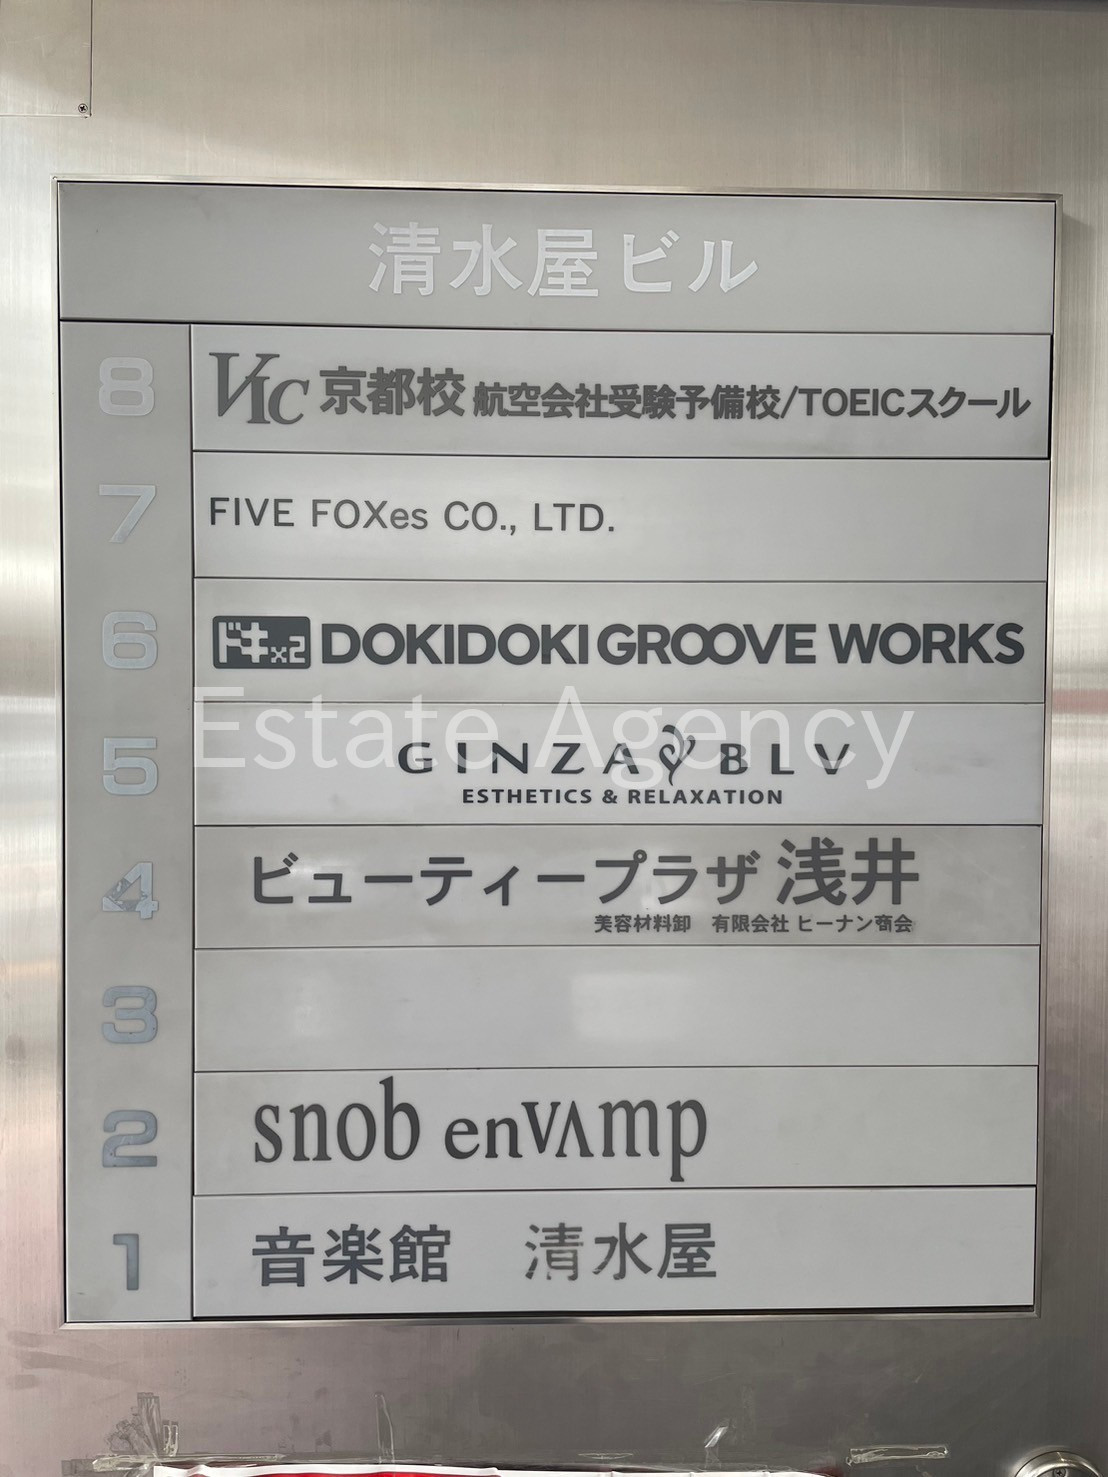 清水屋ビル
8 VIC 京都校 航空会社受験予備校/TOEICスクール
7 FIVE FOXes CO., LTD.
6 ドキx2 DOKIDOKI GROOVE WORKS
Estate Agency
5 GINZA BLV
ESTHETICS & RELAXATION
4 ビューティープラザ 浅井
美容材料卸 有限会社 ヒーナン商会
3
2 snob enVAmp
1 音楽館 清水屋